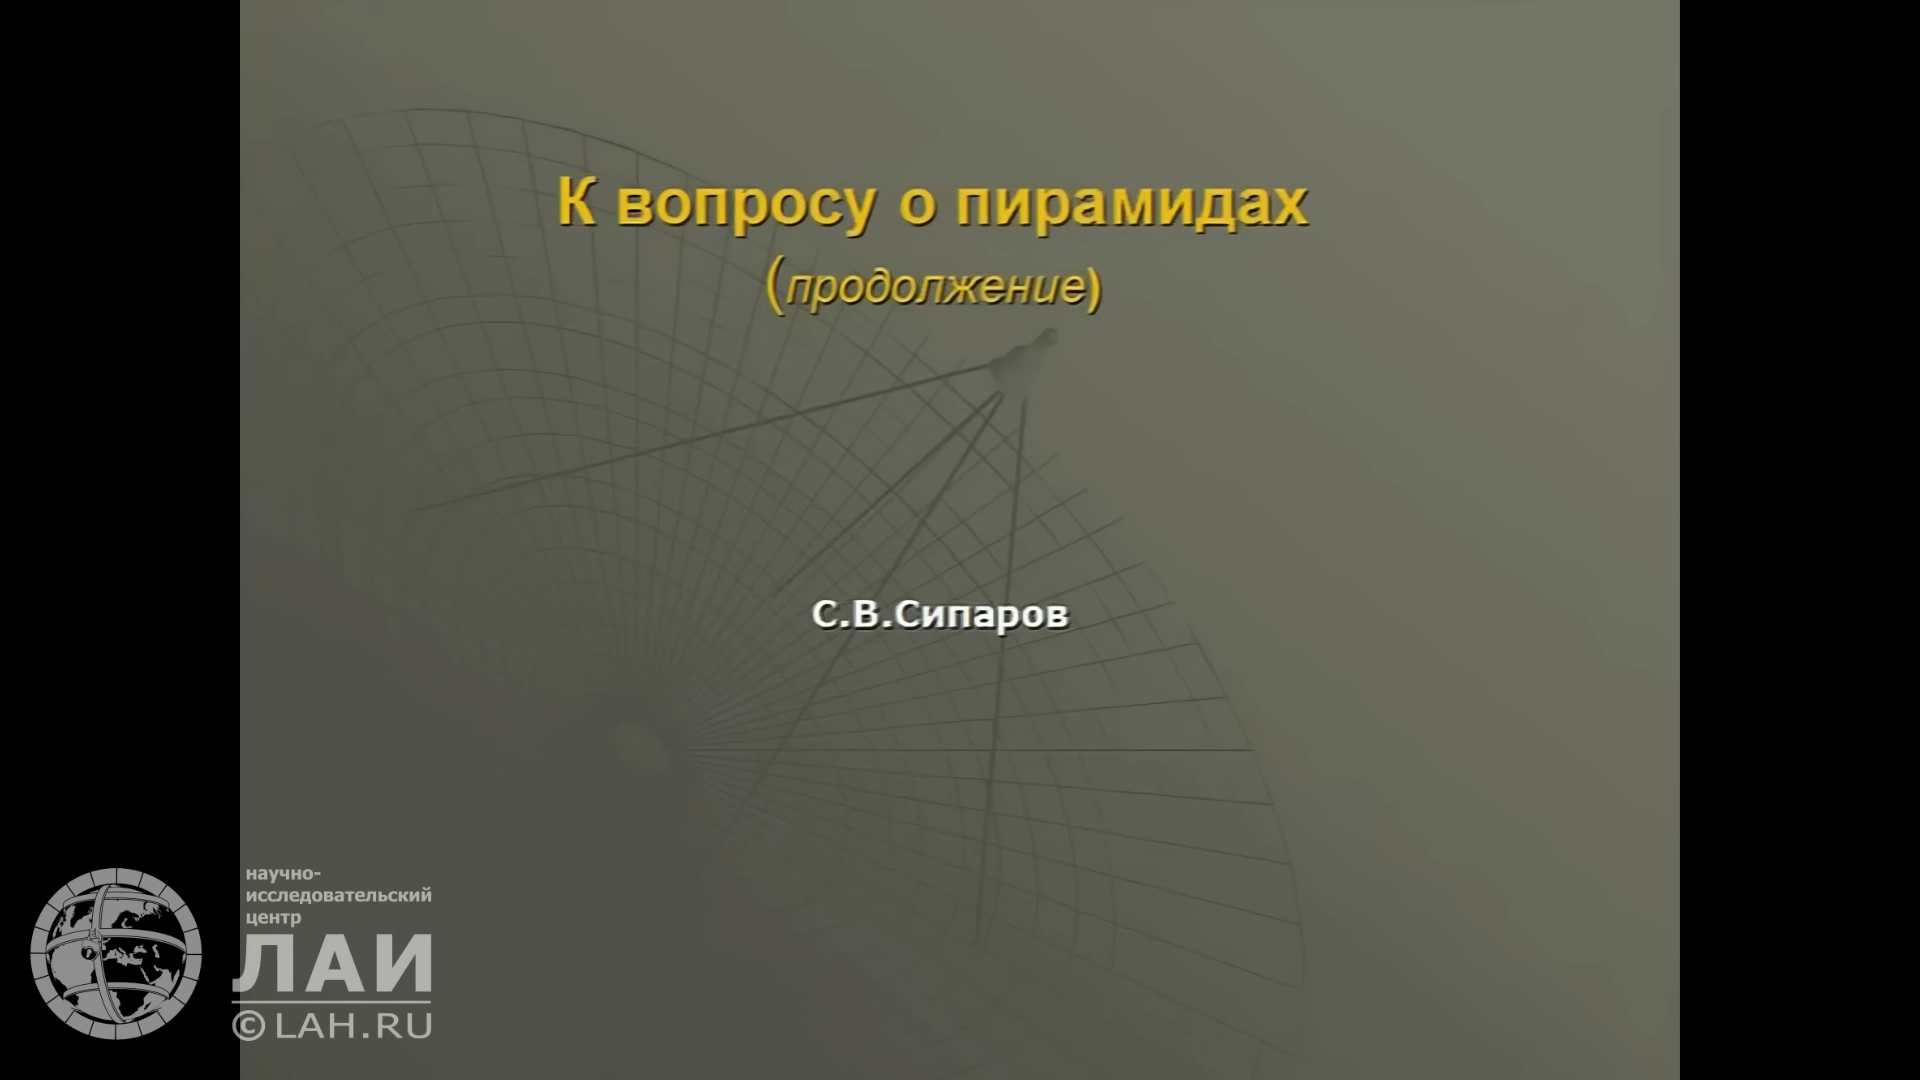 К вопросу о пирамидах
(продолжение)
С.В.Сипаров
научно-
исследовательский
центр
ЛАИ
©LAH.RU